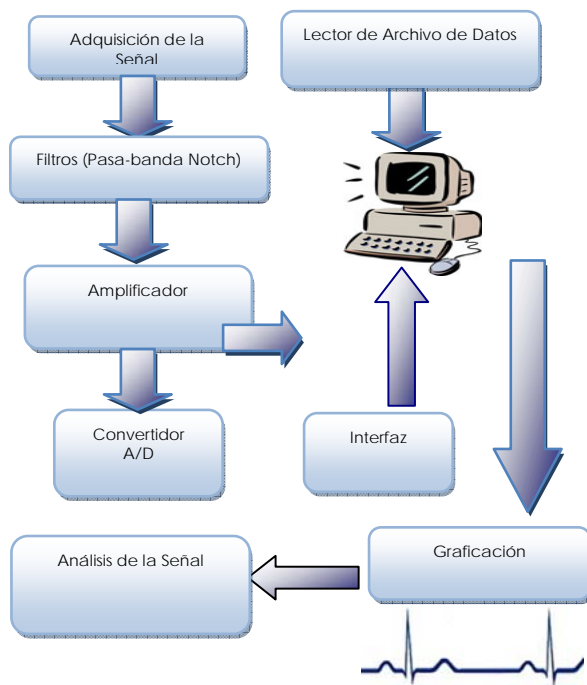 Adquisición de la
Señal
Lector de Archivo de Datos
Filtros (Pasa-banda Notch)
Amplificador
Convertidor
A/D
Interfaz
Análisis de la Señal
Graficación